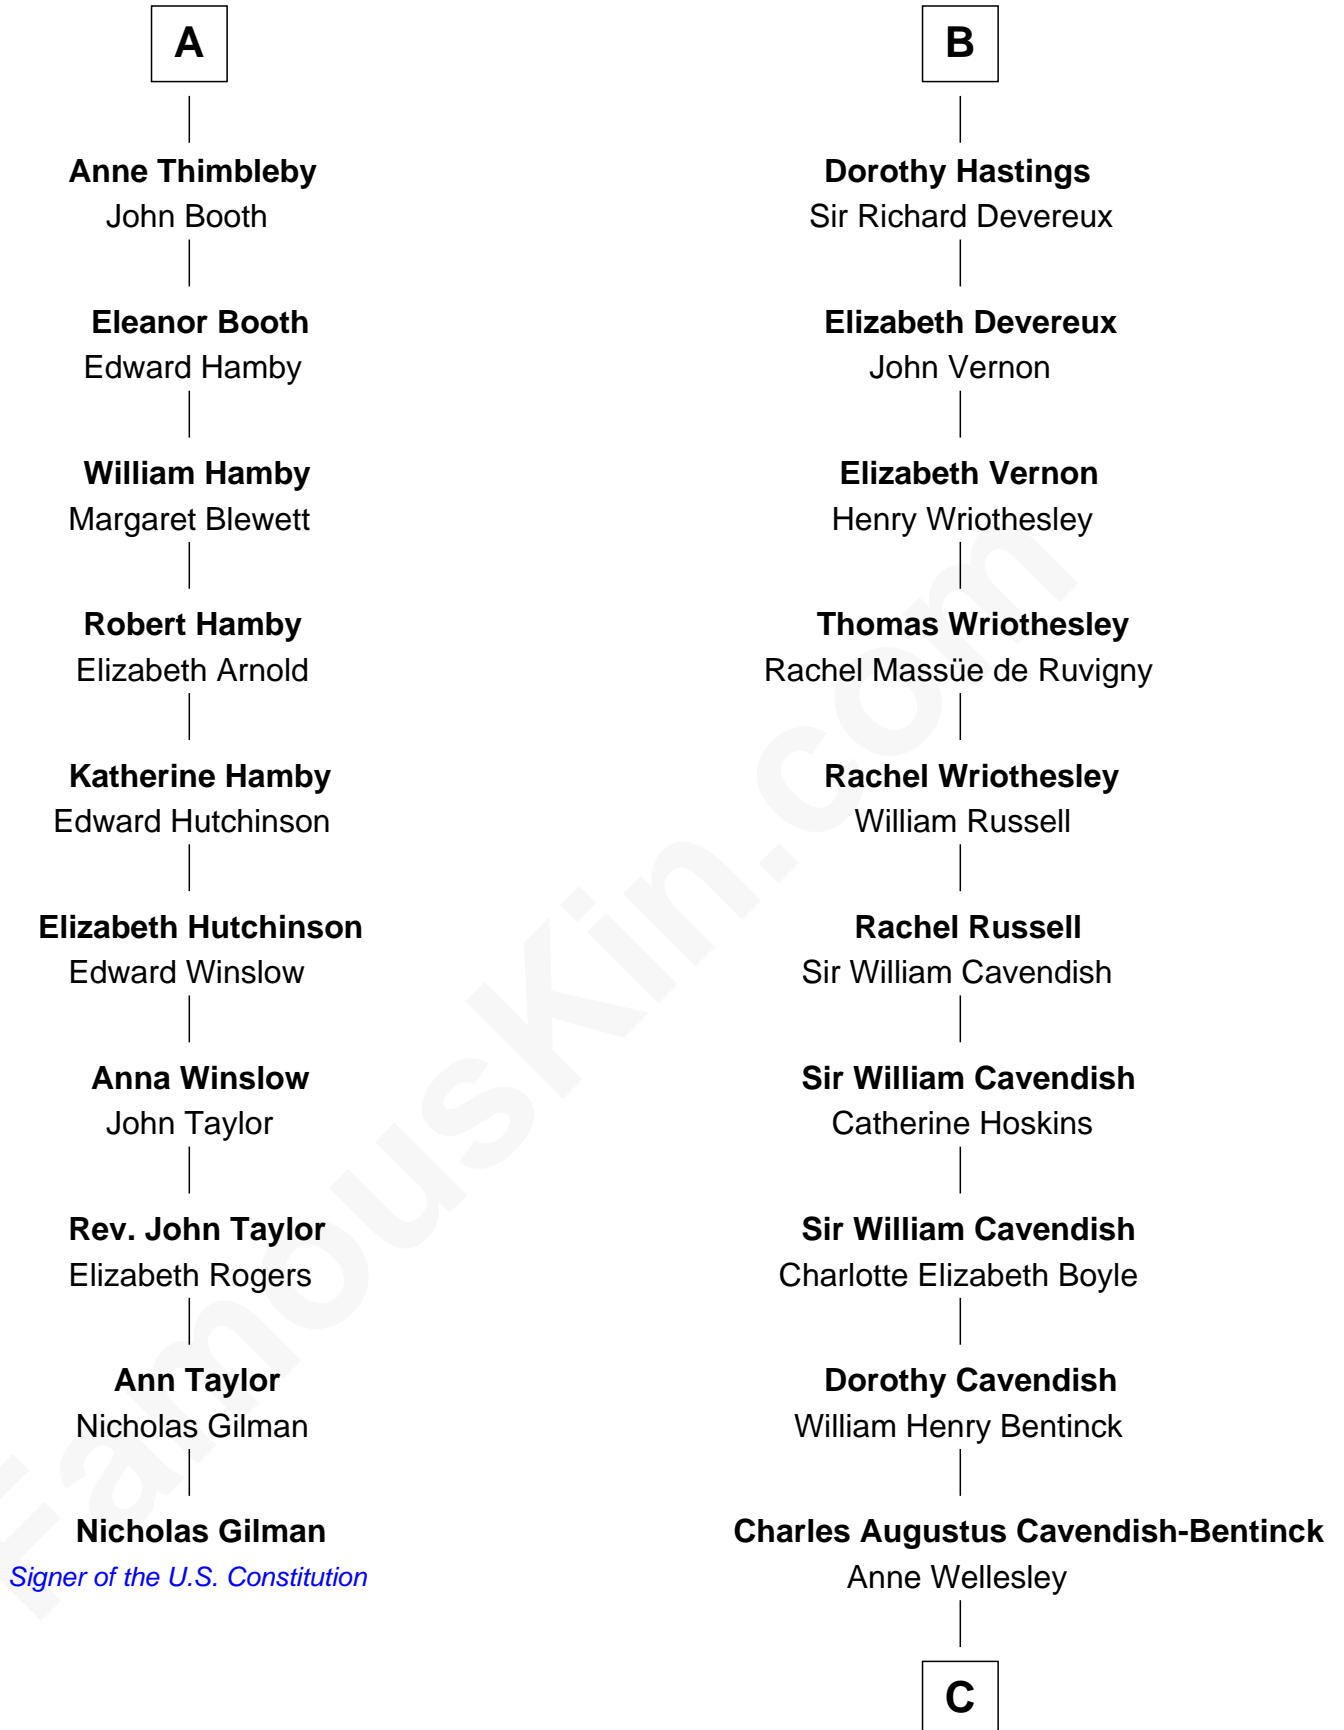 A
Anne Thimbleby
John Booth
Eleanor Booth
Edward Hamby
William Hamby
Margaret Blewett
Robert Hamby
Elizabeth Arnold
Katherine Hamby
Edward Hutchinson
Elizabeth Hutchinson
Edward Winslow
Anna Winslow
John Taylor
Rev. John Taylor
Elizabeth Rogers
Ann Taylor
Nicholas Gilman
Nicholas Gilman
Signer of the U.S. Constitution
B
Dorothy Hastings
Sir Richard Devereux
Elizabeth Devereux
John Vernon
Elizabeth Vernon
Henry Wriothesley
Thomas Wriothesley
Rachel Massüe de Ruvigny
Rachel Wriothesley
William Russell
Rachel Russell
Sir William Cavendish
Sir William Cavendish
Catherine Hoskins
Sir William Cavendish
Charlotte Elizabeth Boyle
Dorothy Cavendish
William Henry Bentinck
Charles Augustus Cavendish-Bentinck
Anne Wellesley
C
FamousKin.com